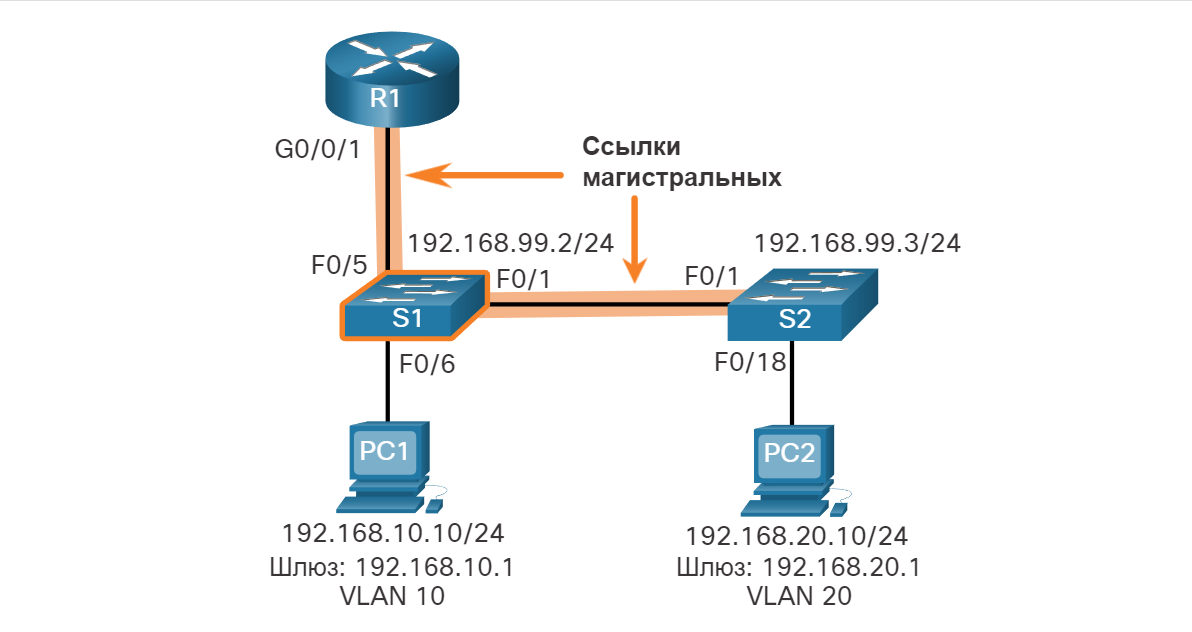 R1
G0/0/1
Ссылки
магистральных
192.168.99.2/24
192.168.99.3/24
F0/5
F0/1
F0/1
S1
S2
F0/6
F0/18
PC1
PC2
192.168.10.10/24
Шлюз: 192.168.10.1
VLAN 10
192.168.20.10/24
Шлюз: 192.168.20.1
VLAN 20